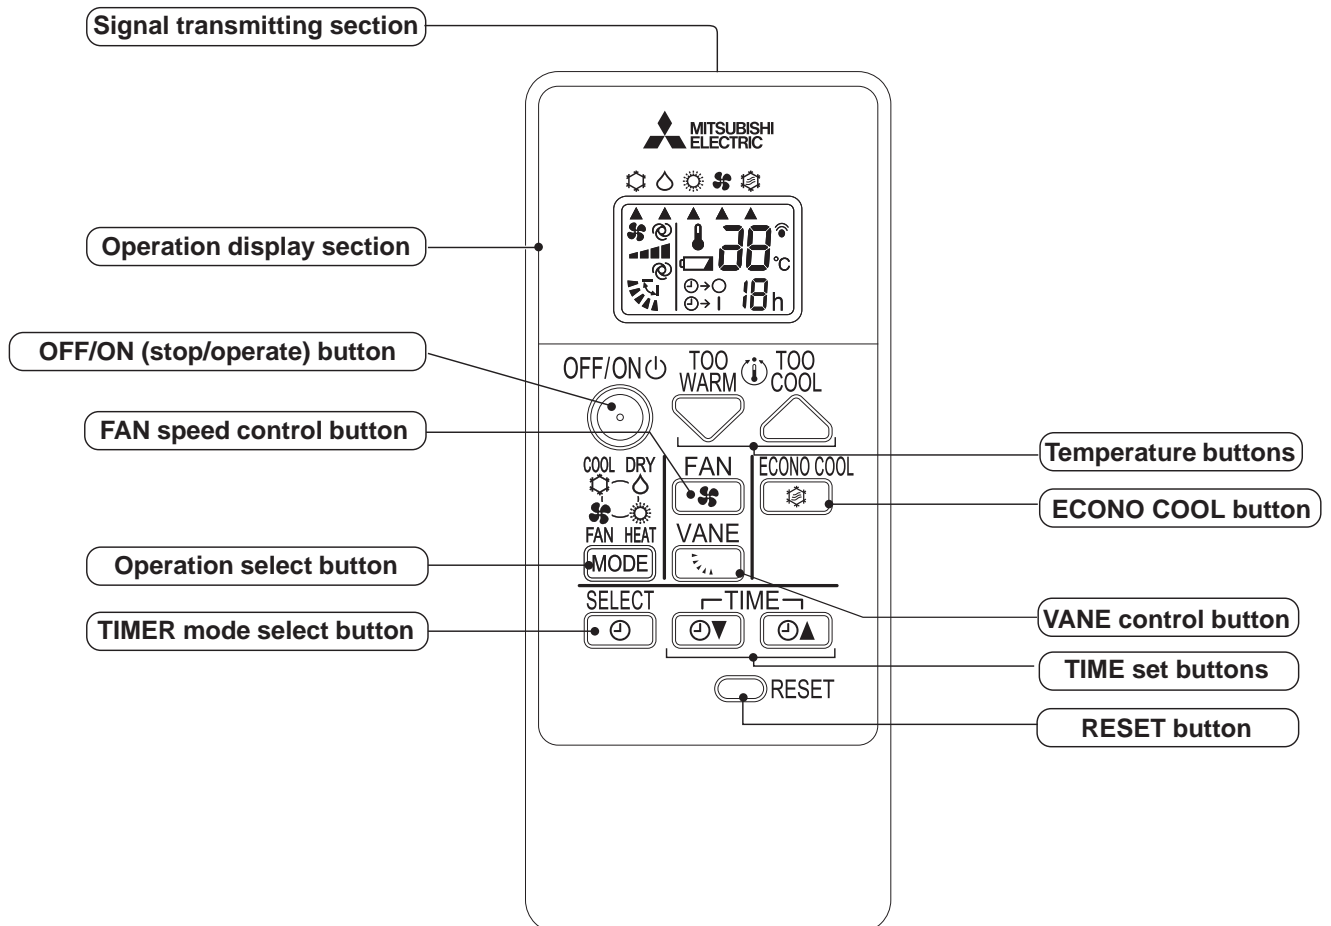 Signal transmitting section
MITSUBISHI
ELECTRIC
Operation display section
38°C
18h
OFF/ON (stop/operate) button
OFF/ON
TOO
WARM
TOO
COOL
FAN speed control button
Temperature buttons
COOL DRY
FAN
ECONO COOL
ECONO COOL button
FAN HEAT
VANE
Operation select button
MODE
SELECT
TIME
TIMER mode select button
VANE control button
TIME set buttons
RESET
RESET button